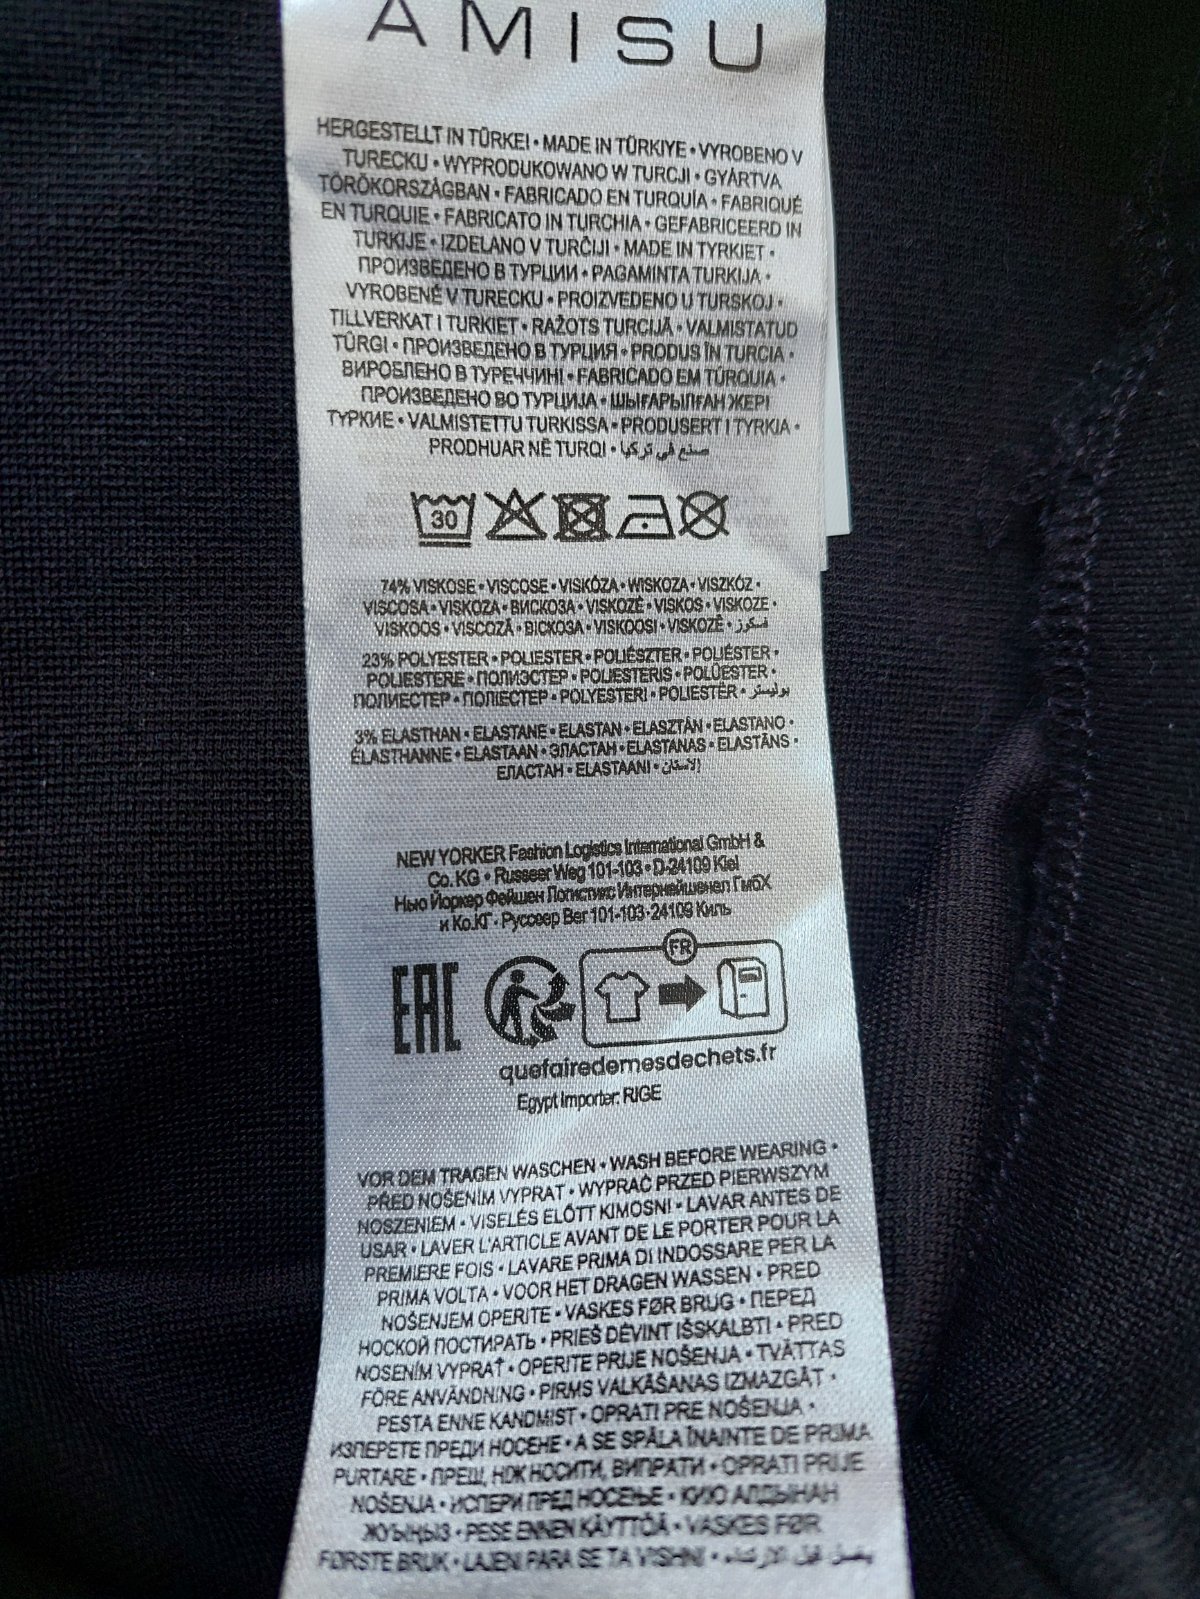 AMISU
HERGESTELLT IN TÜRKEI • MADE IN TÜRKIYE • VYROBENO V
TURECKU • WYPRODUKOWANO W TURCJI • GYÁRTVA
TÖRÖKORSZÁGBAN • FABRICADO EN TURQUÍA • FABRIQUÉ
EN TURQUIE • FABRICATO IN TURCHIA • GEFABRICEERD IN
TURKIJE • IZDELANO V TURČIJI • MADE IN TYRKIET •
ПРОИЗВЕДЕНО В ТУРЦИИ • PAGAMINTA TURKIJA •
VYROBENÉ V TURECKU • PROIZVEDENO U TURSKOJ •
TILLVERKAT I TURKIET • RAŽOTS TURCIJĀ • VALMISTATUD
TÜRGI • ПРОИЗВЕДЕНО В ТУРЦИЯ • PRODUS ÎN TURCIA •
ВИРОБЛЕНО В ТУРЕЧЧИНІ • FABRICADO EM TÚRQUIA •
ПРОИЗВЕДЕНО ВО ТУРЦИЈА • ШЫҒАРЫЛҒАН ЖЕРІ
ТҮРКИЕ • VALMISTETTU TURKISSA • PRODUSERT I TYRKIA •
PRODHUAR NË TURQI • صنع في تركيا
30
74% VISKOSE • VISCOSE • VISKÓZA • WISKOZA • VISZKÓZ •
VISCOSA • VISKOZA • ВИСКОЗА • VISKOZĖ • VISKOS • VISKOZE •
VISKOOS • VISCOZĂ • ВІСКОЗА • VISKOOSI • VISKOZË • فسكوز
23% POLYESTER • POLIESTER • POLIÉSZTER • POLIÉSTER •
POLIESTERE • ПОЛИЭСТЕР • POLIESTERIS • POLÜESTER •
ПОЛИЕСТЕР • ПОЛІЕСТЕР • POLYESTERI • POLIESTËR • بوليستر
3% ELASTHAN • ELASTANE • ELASTAN • ELASZTÁN • ELASTANO •
ÉLASTHANNE • ELASTAAN • ЭЛАСТАН • ELASTANAS • ELASTĀNS •
ЕЛАСТАН • ELASTAANI • الاستان
NEW YORKER Fashion Logistics International GmbH &
Co. KG • Russeer Weg 101-103 • D-24109 Kiel
Нью Йоркер Фейшен Логистикс Интернейшенел ГмбХ
и Ко.КГ • Руссеер Вег 101-103 • 24109 Киль
EAC
FR
quefairedemesdechets.fr
Egypt Importer: RIGE
VOR DEM TRAGEN WASCHEN • WASH BEFORE WEARING •
PŘED NOŠENÍM VYPRAT • WYPRAĆ PRZED PIERWSZYM
NOSZENIEM • VISELÉS ELŐTT KIMOSNI • LAVAR ANTES DE
USAR • LAVER L'ARTICLE AVANT DE LE PORTER POUR LA
PREMIERE FOIS • LAVARE PRIMA DI INDOSSARE PER LA
PRIMA VOLTA • VOOR HET DRAGEN WASSEN • PRED
NOŠENJEM OPERITE • VASKES FØR BRUG • ПЕРЕД
НОСКОЙ ПОСТИРАТЬ • PRIEŠ DĖVINT IŠSKALBTI • PRED
NOSENÍM VYPRAŤ • OPERITE PRIJE NOŠENJA • TVÄTTAS
FÖRE ANVÄNDNING • PIRMS VALKĀŠANAS IZMAZGĀT •
PESTA ENNE KANDMIST • OPRATI PRE NOŠENJA •
ИЗПЕРЕТЕ ПРЕДИ НОСЕНЕ • A SE SPĂLA ÎNAINTE DE PRIMA
PURTARE • ПРЕШ, НІЖ НОСИТИ, ВИПРАТИ • OPRATI PRIJE
NOŠENJA • ИСПЕРИ ПРЕД НОСЕЊЕ • КИЮ АЛДЫНАН
ЖУЫҢЫЗ • PESE ENNEN KÄYTTÖÄ • VASKES FØR
FØRSTE BRUK • LAJENI PARA SE TA VISHNI • يغسل قبل الارتداء